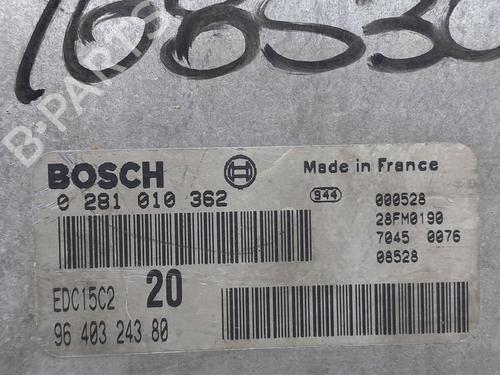 168530
B-PARTS
BOSCH
Made in France
0 281 010 362
944
000528
28FM0190
7045 0076
08528
EDC15C2
20
96 403 243 80